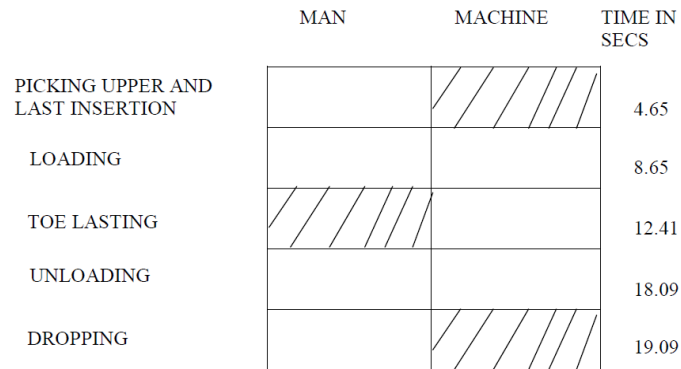 MAN MACHINE TIME IN
SECS
PICKING UPPER AND
LAST INSERTION 4.65
LOADING 8.65
TOE LASTING 12.41
UNLOADING 18.09
DROPPING 19.09